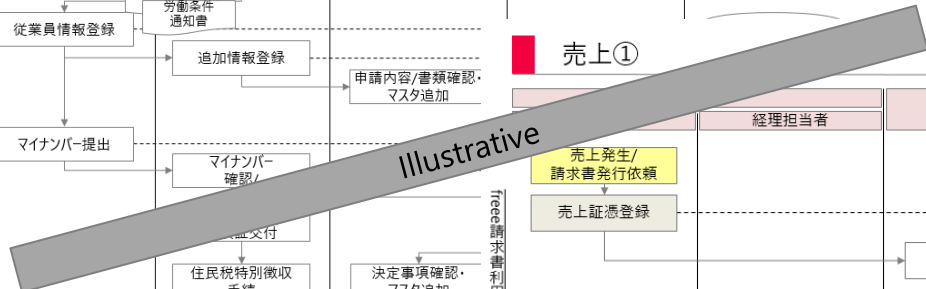 労働条件
通知書
従業員情報登録
追加情報登録
申請内容/書類確認・
マスタ追加
マイナンバー提出
マイナンバー
確認/
証交付
住民税特別徴収
手続
決定事項確認・
マスタ追加
Illustrative
売上①
経理担当者
売上発生/
請求書発行依頼
売上証憑登録
freee請求書利用